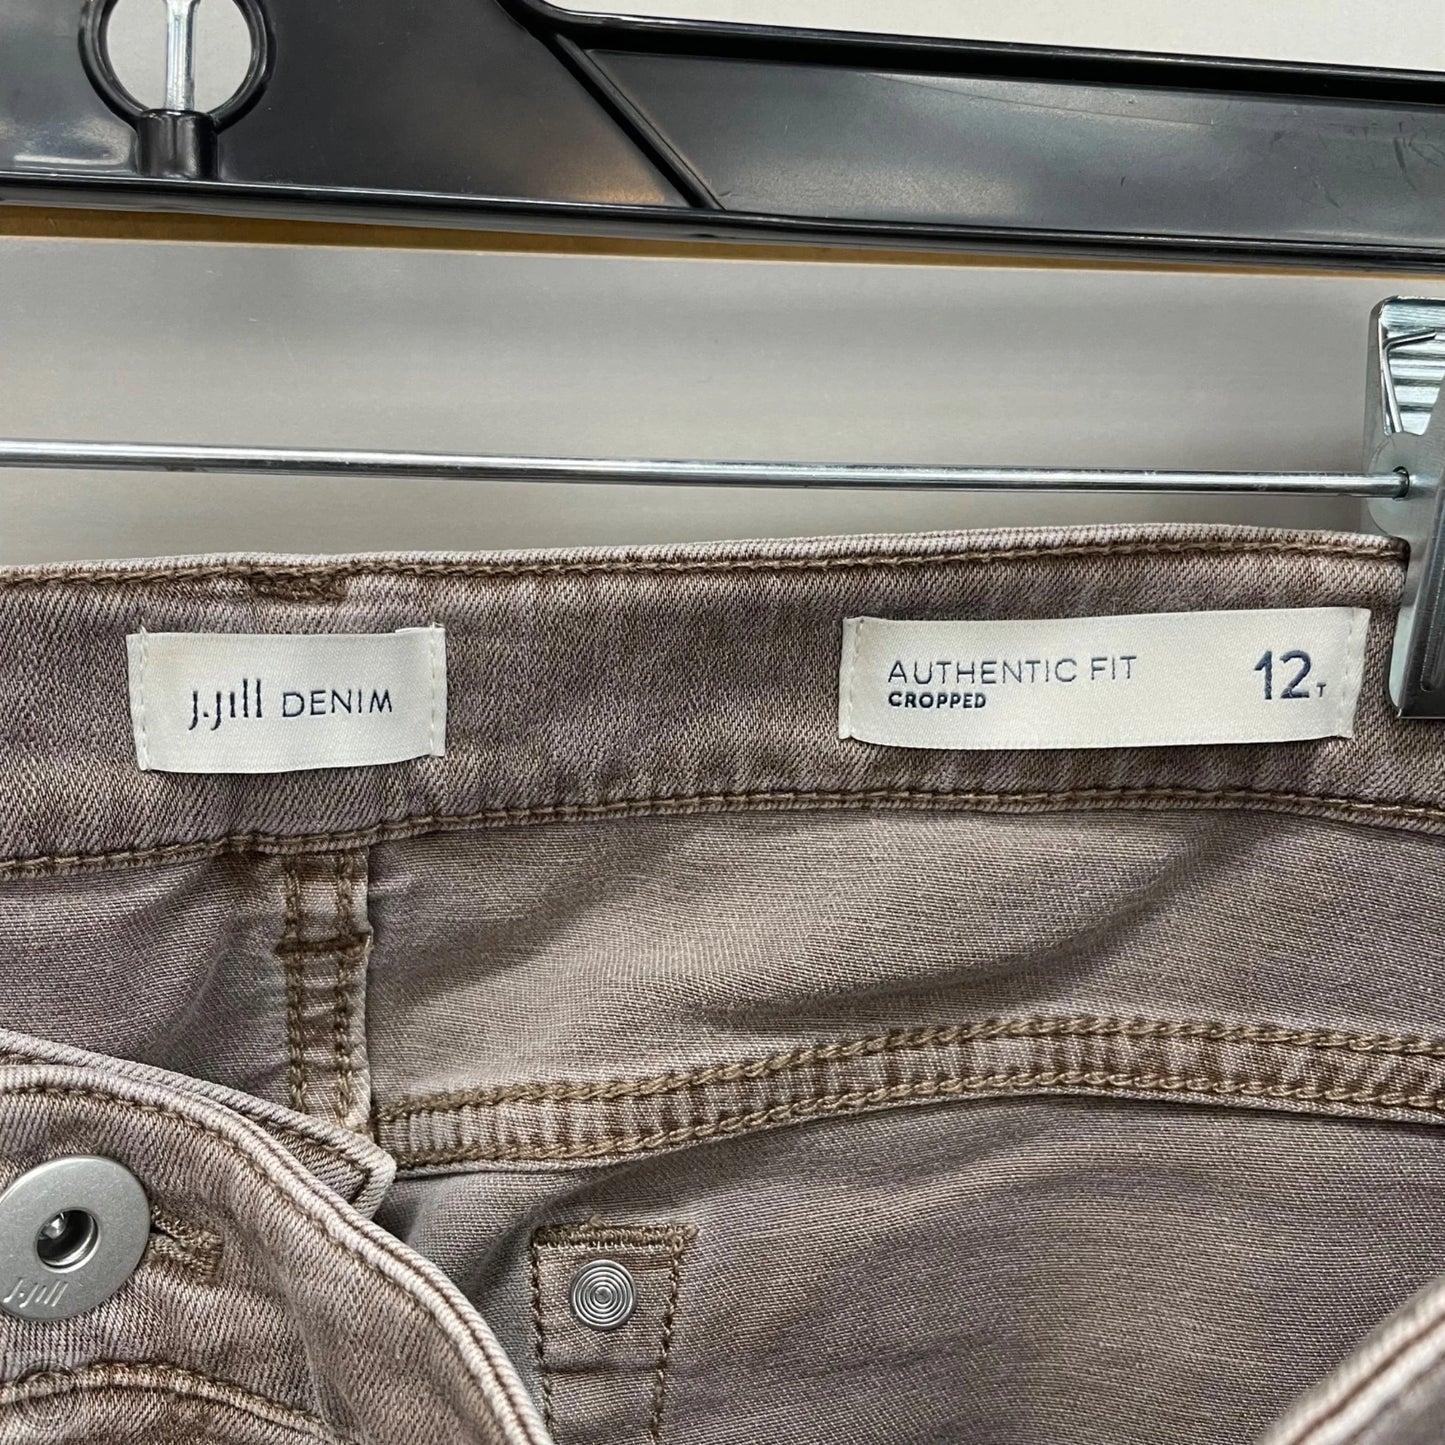 J.Jill DENIM
AUTHENTIC FIT
CROPPED
12T
J.Jill